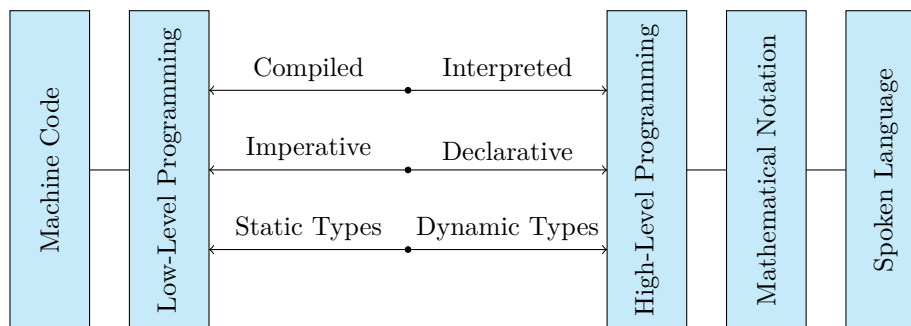 Machine Code
Low-Level Programming
Compiled
Interpreted
Imperative
Declarative
Static Types
Dynamic Types
High-Level Programming
Mathematical Notation
Spoken Language